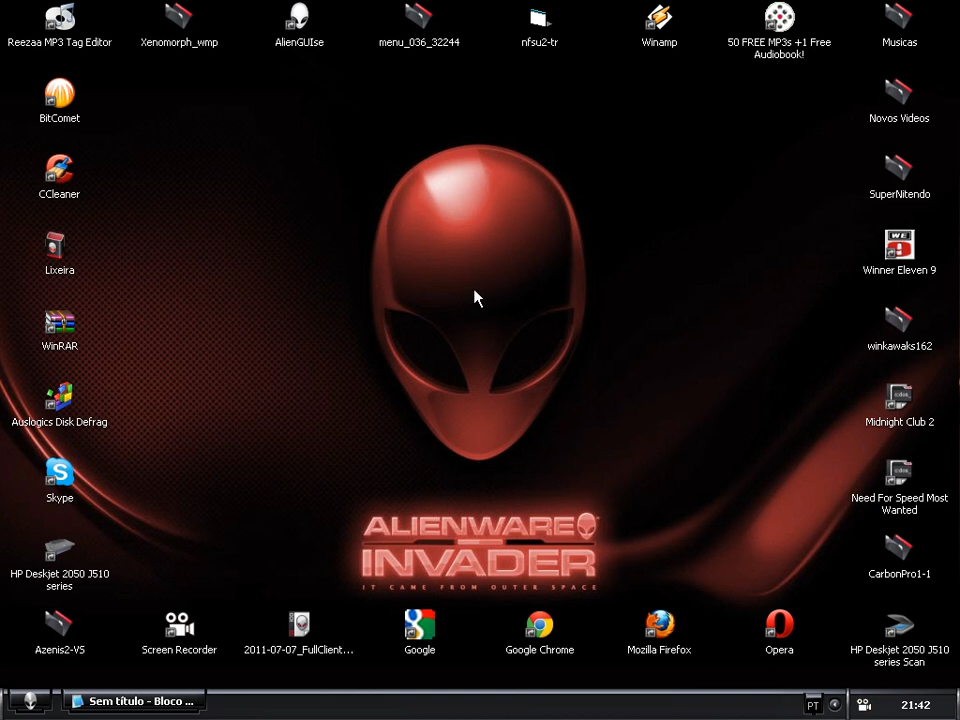 Reezaa MP3 Tag Editor
Xenomorph_wmp
AlienGUIse
menu_036_32244
nfsu2-tr
Winamp
50 FREE MP3s +1 Free
Audiobook!
Musicas
BitComet
Novos Videos
CCleaner
SuperNitendo
Lixeira
WE
9
Winner Eleven 9
WinRAR
winkawaks162
Auslogics Disk Defrag
Midnight Club 2
Skype
Need For Speed Most
Wanted
ALIENWARE
INVADER
IT CAME FROM OUTER SPACE
HP Deskjet 2050 J510
series
CarbonPro1-1
Azenis2-VS
Screen Recorder
2011-07-07_FullClient...
Google
Google Chrome
Mozilla Firefox
Opera
HP Deskjet 2050 J510
series Scan
Sem título - Bloco ...
PT
21:42